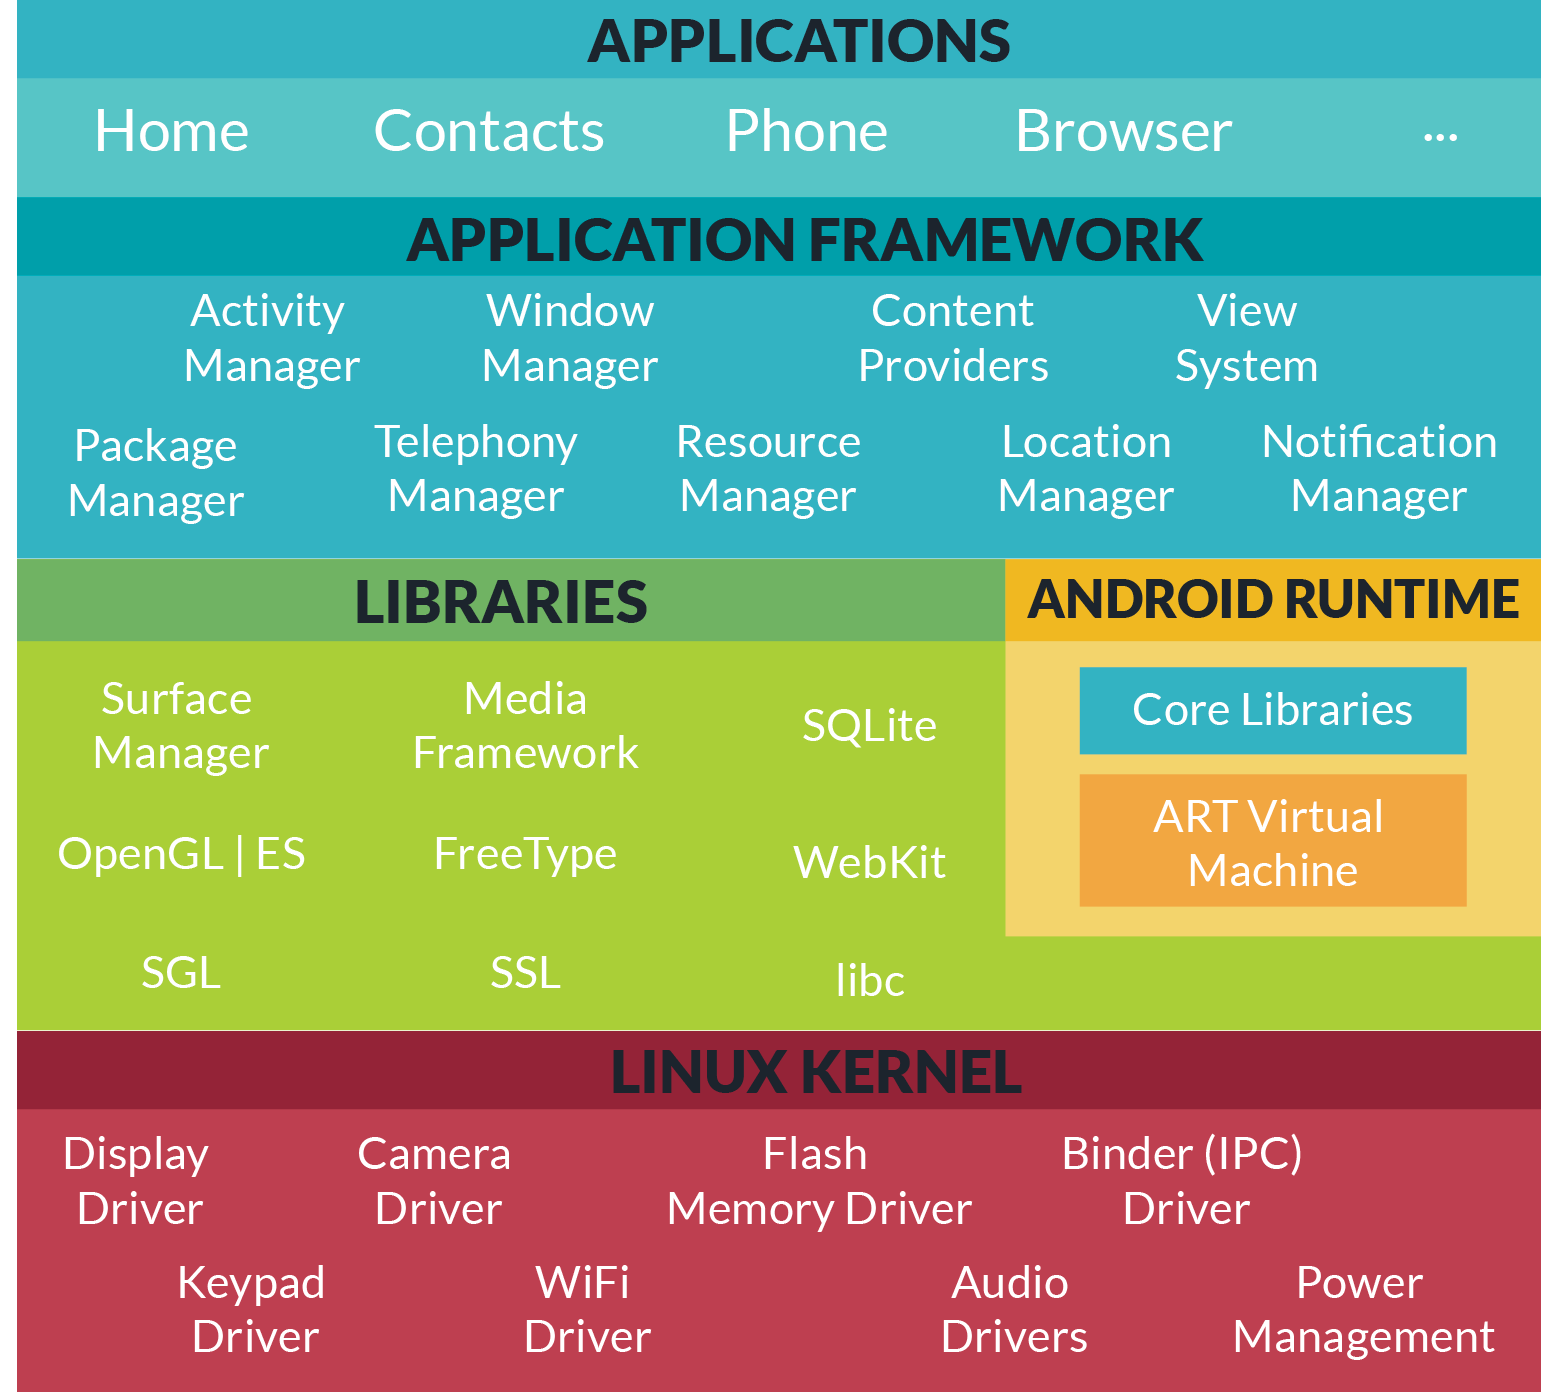 APPLICATIONS
Home Contacts Phone Browser ...
APPLICATION FRAMEWORK
Activity Manager
Window Manager
Content Providers
View System
Package Manager
Telephony Manager
Resource Manager
Location Manager
Notification Manager
LIBRARIES
Surface Manager
Media Framework
SQLite
OpenGL | ES
FreeType
WebKit
SGL
SSL
libc
ANDROID RUNTIME
Core Libraries
ART Virtual Machine
LINUX KERNEL
Display Driver
Camera Driver
Flash Memory Driver
Binder (IPC) Driver
Keypad Driver
WiFi Driver
Audio Drivers
Power Management